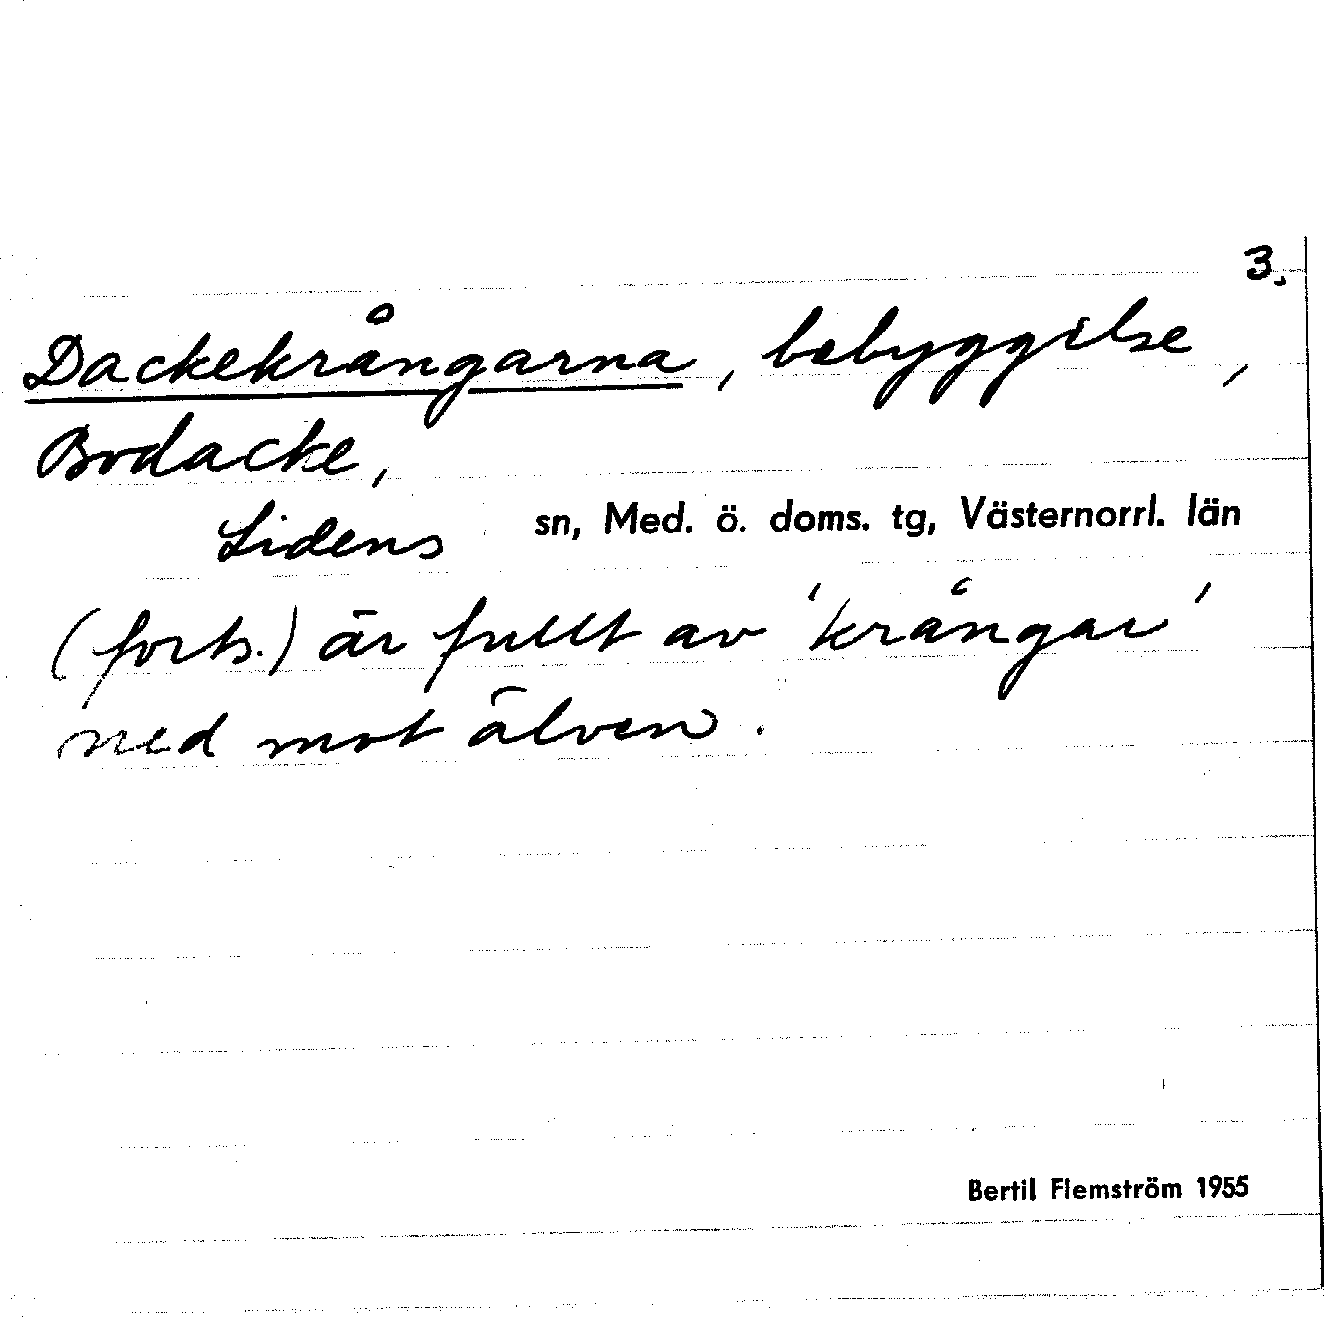 3.
Dackekrångarna, bebyggelse,
Bodacke,
Lidens sn, Med. ö. doms. tg, Västernorrl. län
(forts.) är fullt av 'krångar'
ned mot älven.
Bertil Flemström 1955